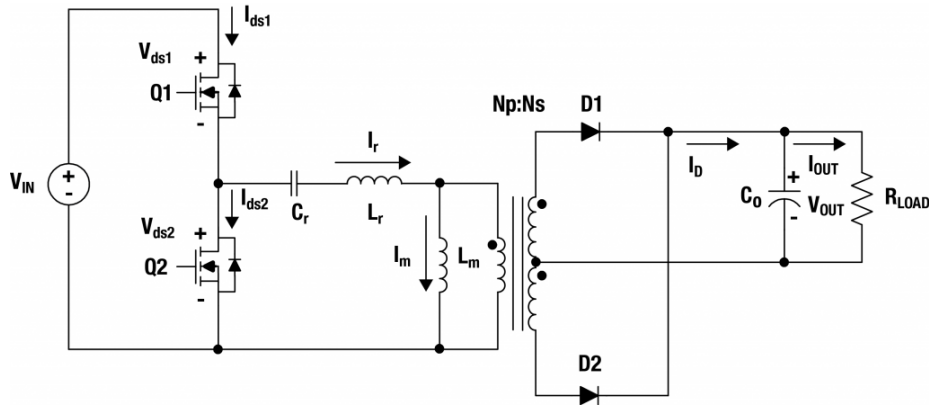 Ids1
Vds1
+
Q1
-
Np:Ns
D1
Ir
ID
IOUT
VIN
+
-
Cr
Lr
Ids2
Vds2
+
Q2
-
Im
Lm
Co
+
VOUT
-
RLOAD
D2